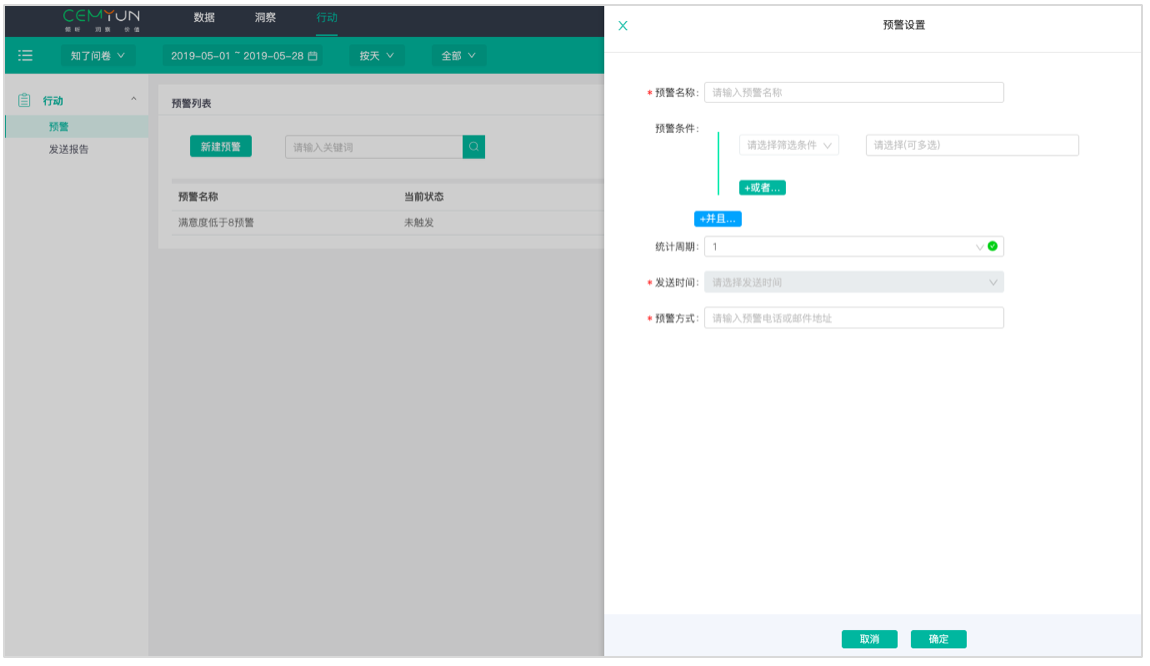 CEMYUN
倾听 洞察 价值
数据 洞察 行动
知了问卷 2019-05-01 ~ 2019-05-28 按天 全部
行动
预警
发送报告
预警列表
新建预警 请输入关键词
预警名称 当前状态
满意度低于8预警 未触发
预警设置
* 预警名称: 请输入预警名称
预警条件:
请选择筛选条件 请选择(可多选)
+或者...
+并且...
统计周期: 1
* 发送时间: 请选择发送时间
* 预警方式: 请输入预警电话或邮件地址
取消 确定